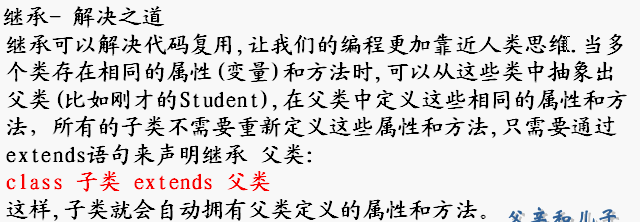 继承- 解决之道
继承可以解决代码复用,让我们的编程更加靠近人类思维.当多
个类存在相同的属性(变量)和方法时,可以从这些类中抽象出
父类(比如刚才的Student),在父类中定义这些相同的属性和方
法，所有的子类不需要重新定义这些属性和方法,只需要通过
extends语句来声明继承 父类:
class 子类 extends 父类
这样,子类就会自动拥有父类定义的属性和方法。
父亲和儿子